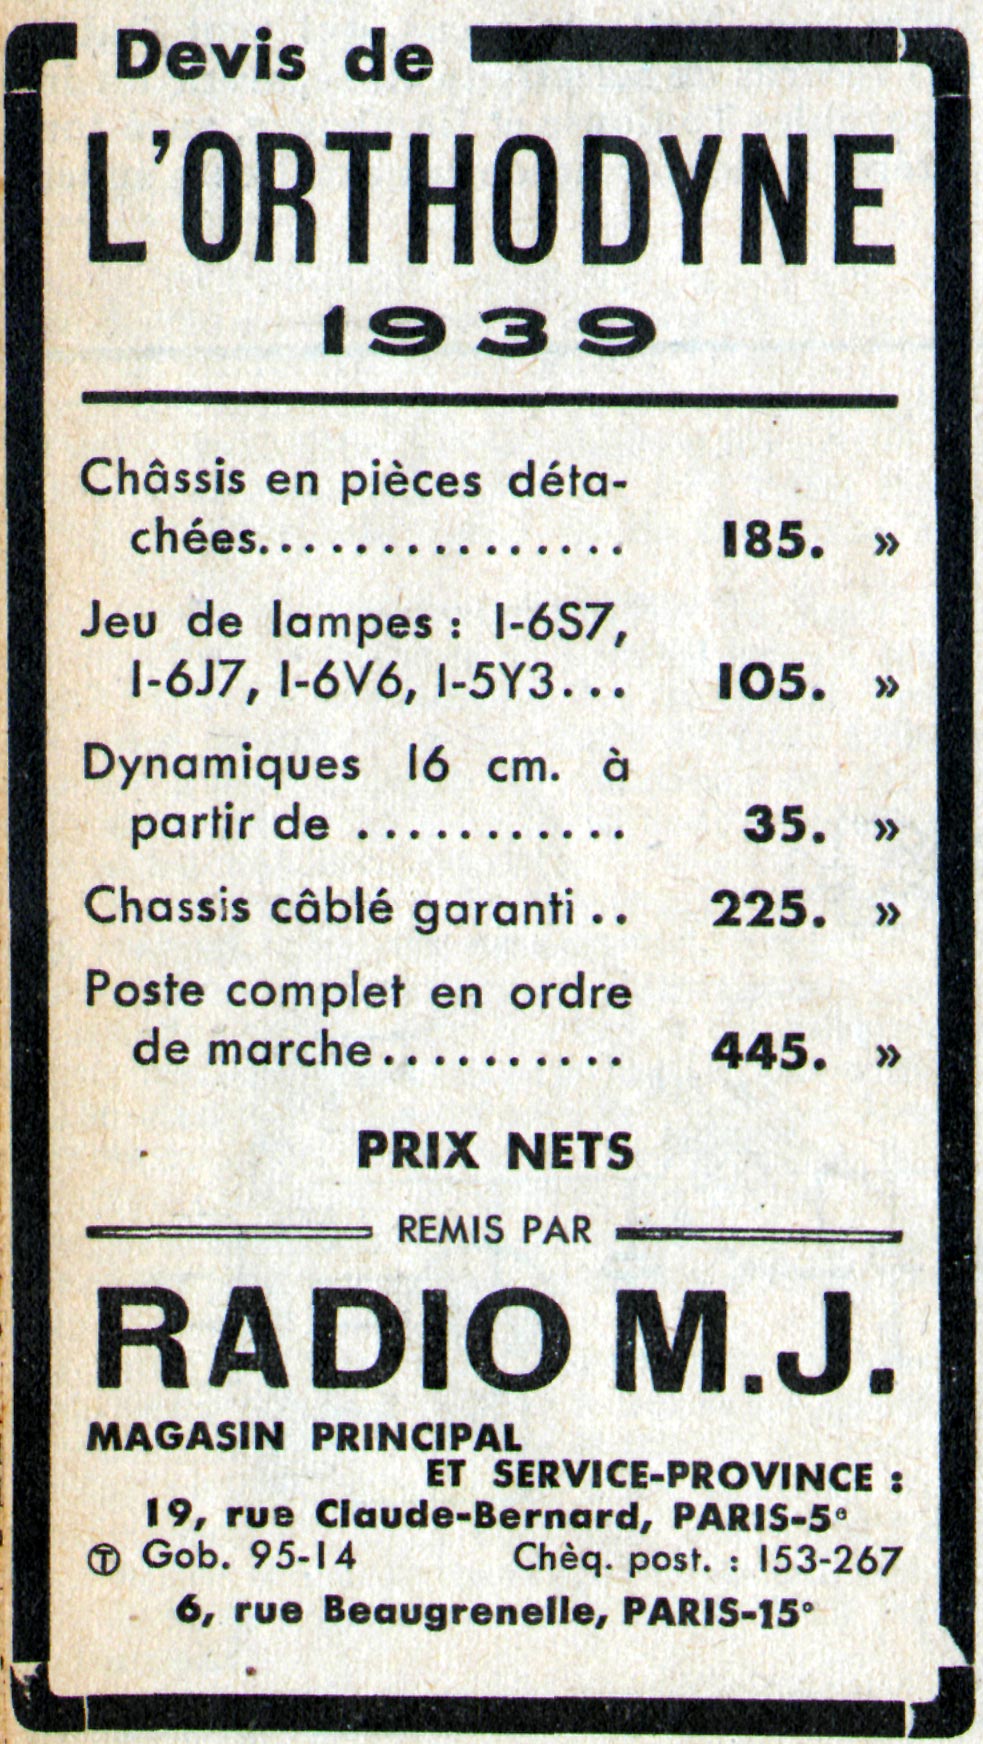 Devis de
L'ORTHODYNE
1939
Châssis en pièces déta-
chées............... 185. »
Jeu de lampes : 1-6S7,
1-6J7, 1-6V6, 1-5Y3... 105. »
Dynamiques 16 cm. à
partir de ........... 35. »
Chassis câblé garanti .. 225. »
Poste complet en ordre
de marche.......... 445. »
PRIX NETS
REMIS PAR
RADIO M.J.
MAGASIN PRINCIPAL
ET SERVICE-PROVINCE :
19, rue Claude-Bernard, PARIS-5e
Ⓣ Gob. 95-14 Chèq. post. : 153-267
6, rue Beaugrenelle, PARIS-15°